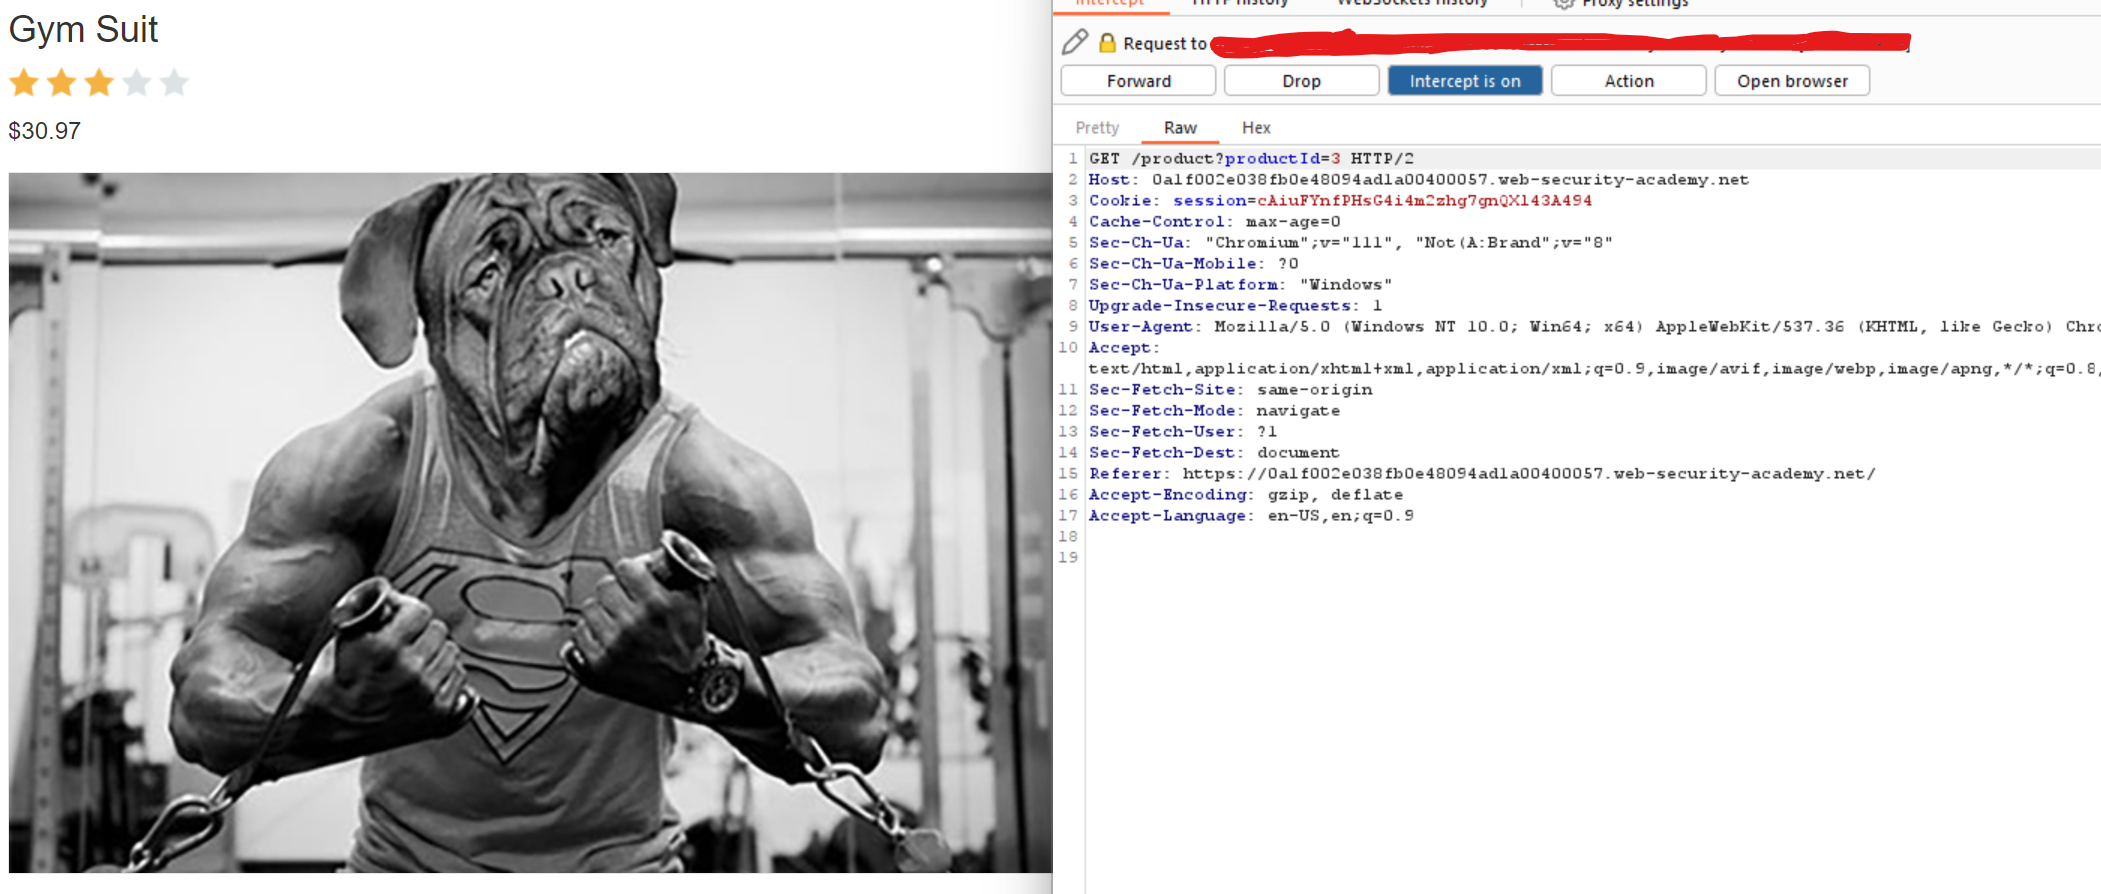 Gym Suit
$30.97
Intercept HTTP history WebSockets history Proxy settings
Request to
Forward Drop Intercept is on Action Open browser
Pretty Raw Hex
1 GET /product?productId=3 HTTP/2
2 Host: 0a1f002e038fb0e48094ad1a00400057.web-security-academy.net
3 Cookie: session=cAiuFYnfPHsG4i4m2zhg7gnQX143A494
4 Cache-Control: max-age=0
5 Sec-Ch-Ua: "Chromium";v="111", "Not(A:Brand";v="8"
6 Sec-Ch-Ua-Mobile: ?0
7 Sec-Ch-Ua-Platform: "Windows"
8 Upgrade-Insecure-Requests: 1
9 User-Agent: Mozilla/5.0 (Windows NT 10.0; Win64; x64) AppleWebKit/537.36 (KHTML, like Gecko) Chro
10 Accept:
text/html,application/xhtml+xml,application/xml;q=0.9,image/avif,image/webp,image/apng,*/*;q=0.8,
11 Sec-Fetch-Site: same-origin
12 Sec-Fetch-Mode: navigate
13 Sec-Fetch-User: ?1
14 Sec-Fetch-Dest: document
15 Referer: https://0a1f002e038fb0e48094ad1a00400057.web-security-academy.net/
16 Accept-Encoding: gzip, deflate
17 Accept-Language: en-US,en;q=0.9
18
19